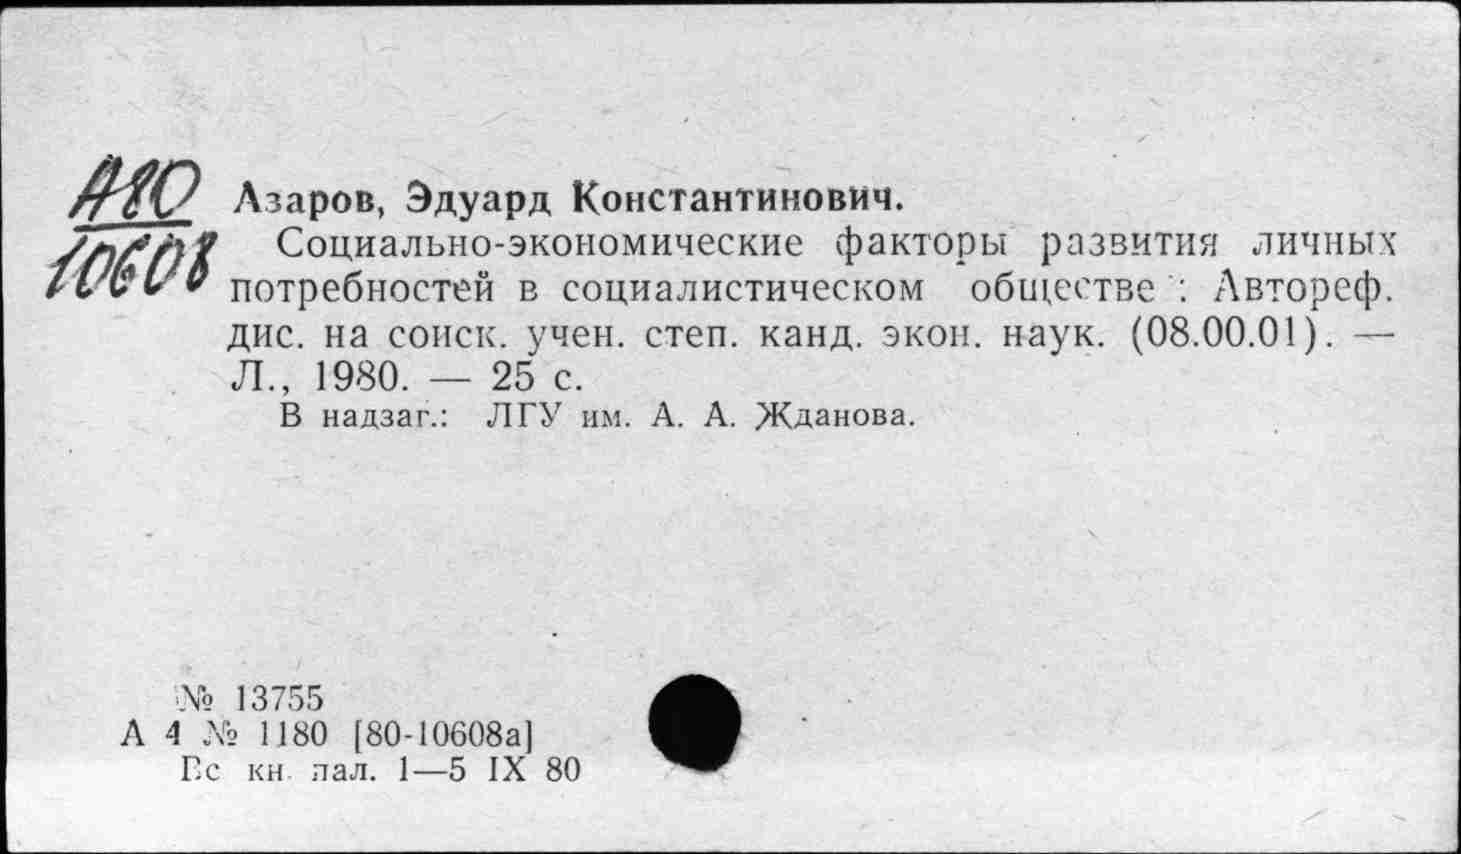 А80
10608
Азаров, Эдуард Константинович.
Социально-экономические факторы развития личных
потребностей в социалистическом обществе : Автореф.
дис. на соиск. учен. степ. канд. экон. наук. (08.00.01). —
Л., 1980. — 25 с.
В надзаг.: ЛГУ им. А. А. Жданова.
№ 13755
А 4 № 1180 [80-10608а]
Вс кн. пал. 1—5 IX 80